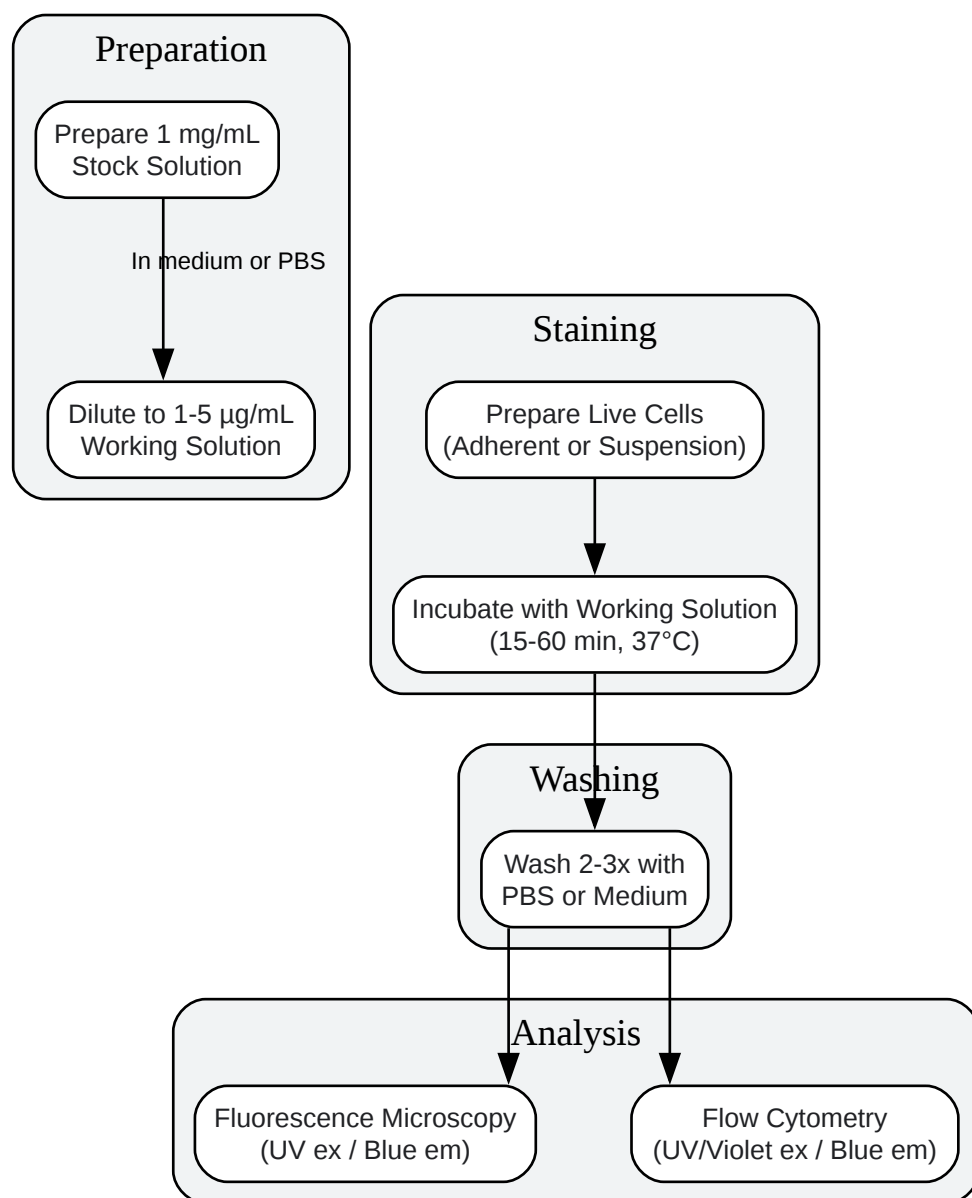 Preparation
Prepare 1 mg/mL
Stock Solution
In medium or PBS
Dilute to 1-5 µg/mL
Working Solution
Staining
Prepare Live Cells
(Adherent or Suspension)
Incubate with Working Solution
(15-60 min, 37°C)
Washing
Wash 2-3x with
PBS or Medium
Analysis
Fluorescence Microscopy
(UV ex / Blue em)
Flow Cytometry
(UV/Violet ex / Blue em)